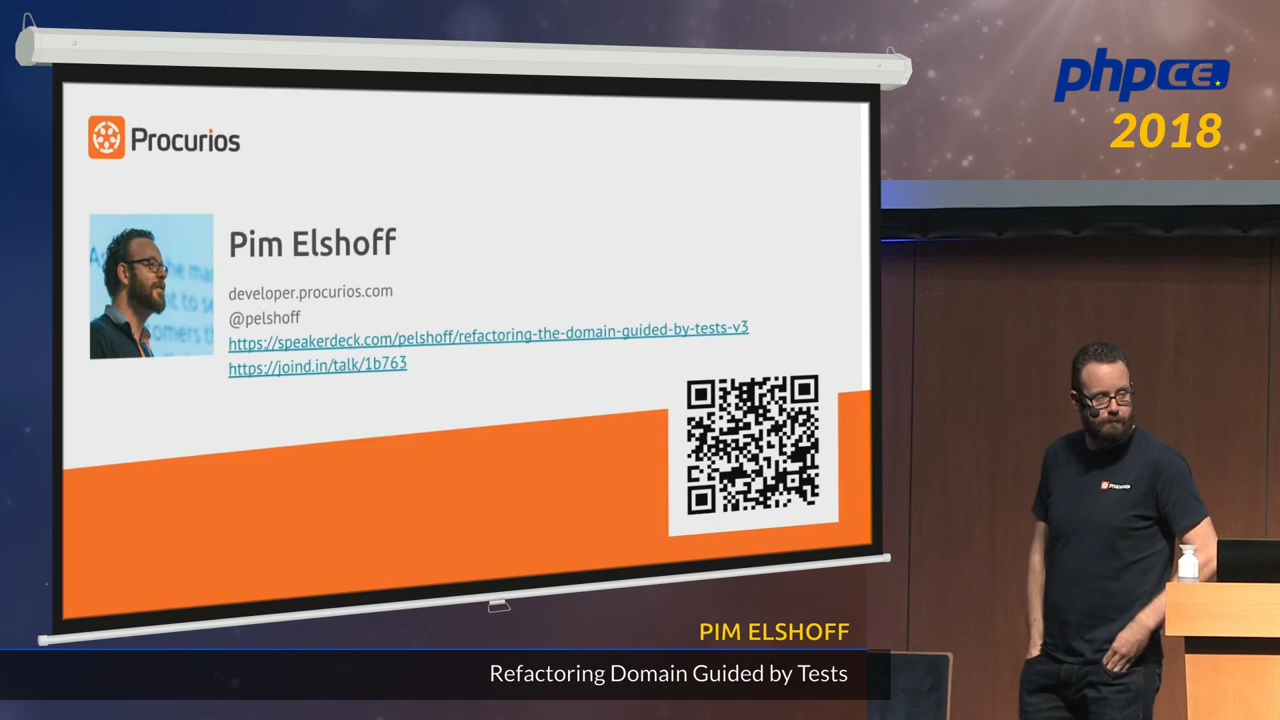 Procurios
Pim Elshoff
developer.procurios.com
@pelshoff
https://speakerdeck.com/pelshoff/refactoring-the-domain-guided-by-tests-v3
https://joind.in/talk/1b763
phpCE.
2018
Procurios
PIM ELSHOFF
Refactoring Domain Guided by Tests